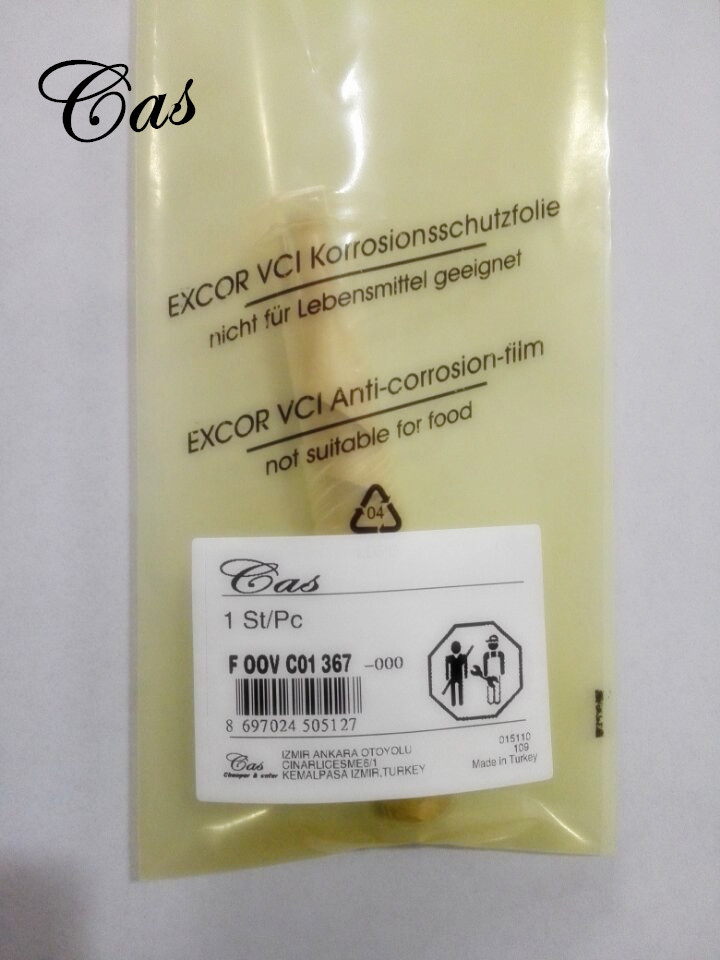 Cas
EXCOR VCI Korrosionsschutzfolie
nicht für Lebensmittel geeignet
EXCOR VCI Anti-corrosion-film
not suitable for food
04
Cas
1 St/Pc
F 00V C01 367 -000
8 697024 505127
Cas
IZMIR ANKARA OTOYOLU
CINARLICESME6/1
KEMALPASA IZMIR.TURKEY
015110
109
Made in Turkey